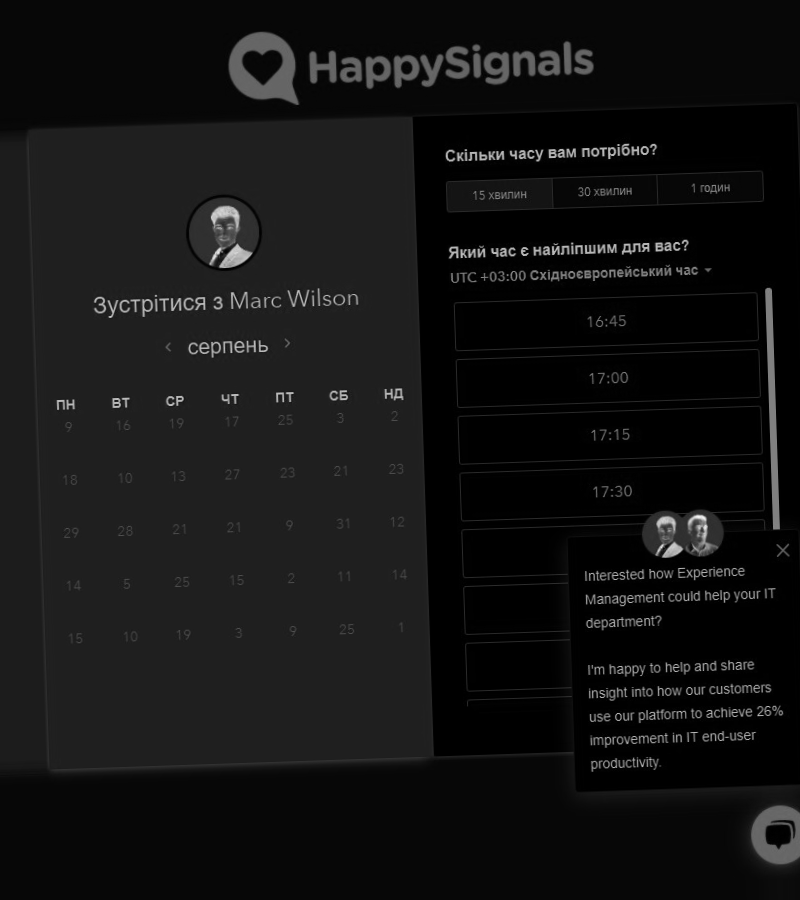 HappySignals
Зустрітися з Marc Wilson
серпень
ПН ВТ СР ЧТ ПТ СБ НД
9 16 19 17 25 3 2
18 10 13 27 23 21 23
29 28 21 21 9 31 12
14 5 25 15 2 11 14
15 10 19 3 9 25 1
Скільки часу вам потрібно?
15 хвилин 30 хвилин 1 годин
Який час є найліпшим для вас?
UTC +03:00 Східноєвропейський час
16:45
17:00
17:15
17:30
Interested how Experience
Management could help your IT
department?
I'm happy to help and share
insight into how our customers
use our platform to achieve 26%
improvement in IT end-user
productivity.